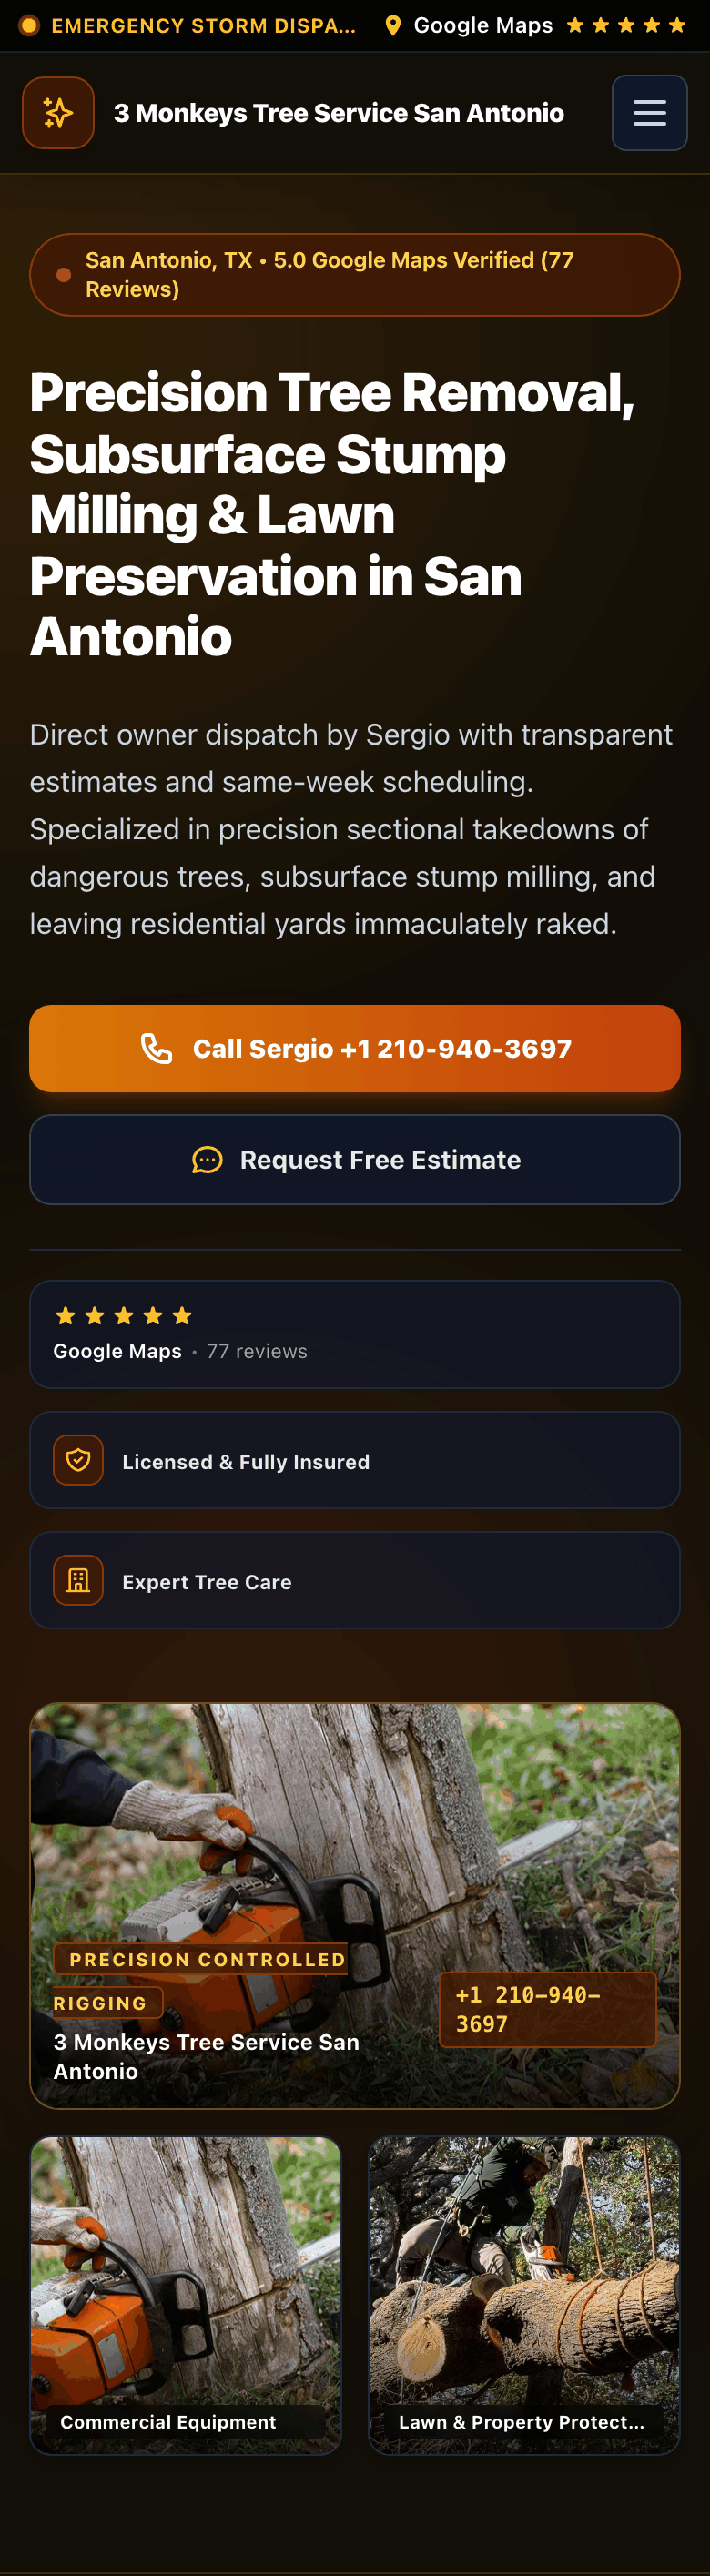 EMERGENCY STORM DISPA...
Google Maps
3 Monkeys Tree Service San Antonio
San Antonio, TX • 5.0 Google Maps Verified (77
Reviews)
Precision Tree Removal,
Subsurface Stump
Milling & Lawn
Preservation in San
Antonio
Direct owner dispatch by Sergio with transparent
estimates and same-week scheduling.
Specialized in precision sectional takedowns of
dangerous trees, subsurface stump milling, and
leaving residential yards immaculately raked.
Call Sergio +1 210-940-3697
Request Free Estimate
Google Maps • 77 reviews
Licensed & Fully Insured
Expert Tree Care
PRECISION CONTROLLED
RIGGING
3 Monkeys Tree Service San
Antonio
+1 210-940-
3697
Commercial Equipment
Lawn & Property Protect...